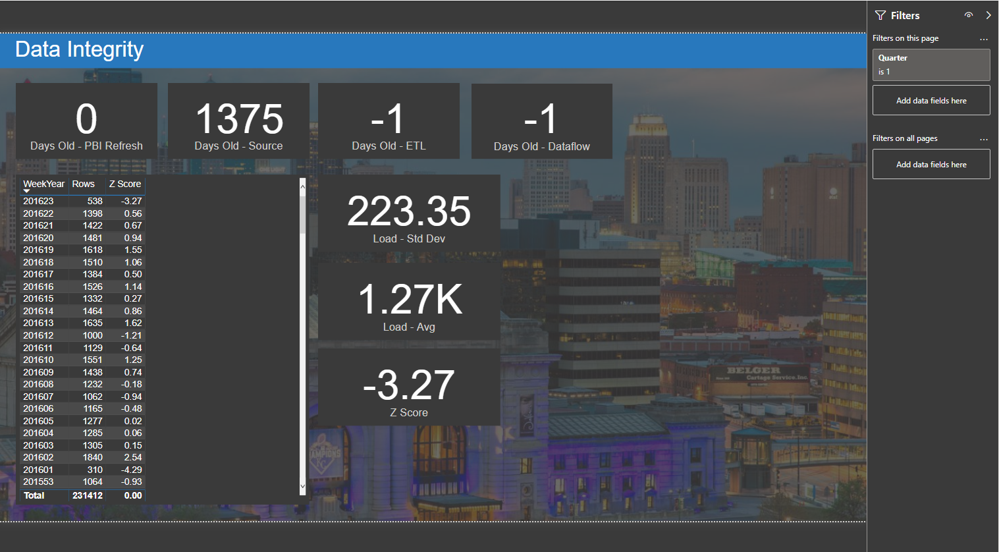 Data Integrity
0
Days Old - PBI Refresh
1375
Days Old - Source
-1
Days Old - ETL
-1
Days Old - Dataflow
WeekYear Rows Z Score
201623 538 -3.27
201622 1398 0.56
201621 1422 0.67
201620 1481 0.94
201619 1618 1.55
201618 1510 1.06
201617 1384 0.50
201616 1526 1.14
201615 1332 0.27
201614 1464 0.86
201613 1635 1.62
201612 1000 -1.21
201611 1129 -0.64
201610 1551 1.25
201609 1438 0.74
201608 1232 -0.18
201607 1062 -0.94
201606 1165 -0.48
201605 1277 0.02
201604 1285 0.06
201603 1305 0.15
201602 1840 2.54
201601 310 -4.29
201553 1064 -0.93
Total 231412 0.00
223.35
Load - Std Dev
1.27K
Load - Avg
-3.27
Z Score
BELGER
Cartage Service, Inc.
CHAMPIONS
KC
Filters
Filters on this page
...
Quarter
is 1
Add data fields here
Filters on all pages
...
Add data fields here